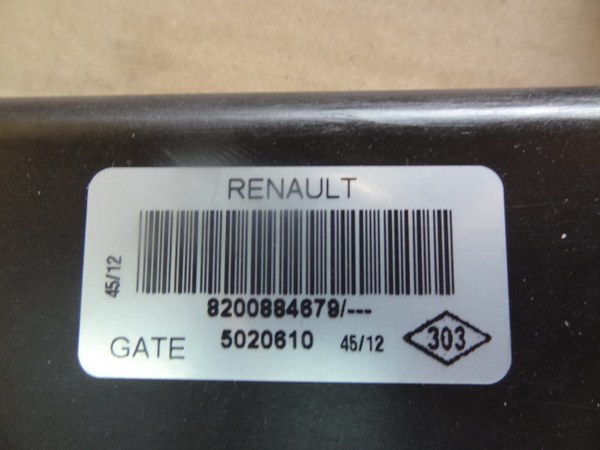 RENAULT
45/12
8200884679/---
GATE 5020610 45/12 303